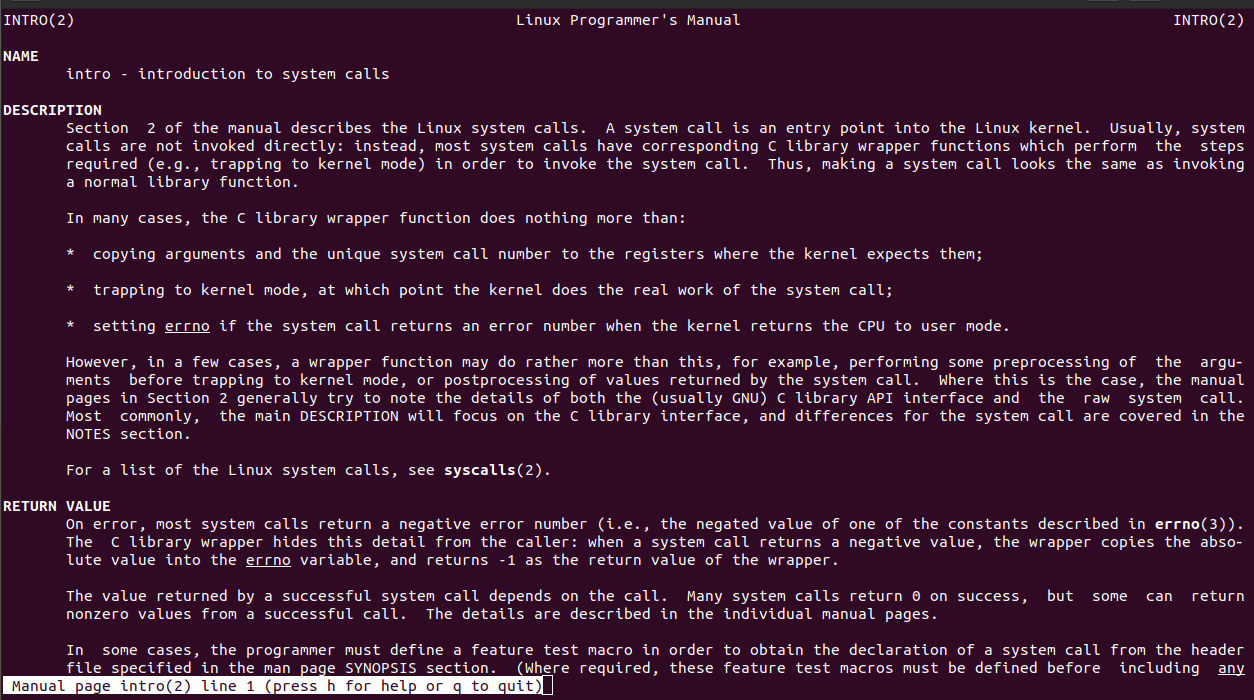 INTRO(2) Linux Programmer's Manual INTRO(2)
NAME
intro - introduction to system calls
DESCRIPTION
Section  2 of the manual describes the Linux system calls.  A system call is an entry point into the Linux kernel.  Usually, system
calls are not invoked directly: instead, most system calls have corresponding C library wrapper functions which perform  the  steps
required (e.g., trapping to kernel mode) in order to invoke the system call.  Thus, making a system call looks the same as invoking
a normal library function.
In many cases, the C library wrapper function does nothing more than:
*  copying arguments and the unique system call number to the registers where the kernel expects them;
*  trapping to kernel mode, at which point the kernel does the real work of the system call;
*  setting errno if the system call returns an error number when the kernel returns the CPU to user mode.
However, in a few cases, a wrapper function may do rather more than this, for example, performing some preprocessing of  the  argu-
ments  before trapping to kernel mode, or postprocessing of values returned by the system call.  Where this is the case, the manual
pages in Section 2 generally try to note the details of both the (usually GNU) C library API interface and  the  raw  system  call.
Most  commonly,  the main DESCRIPTION will focus on the C library interface, and differences for the system call are covered in the
NOTES section.
For a list of the Linux system calls, see syscalls(2).
RETURN VALUE
On error, most system calls return a negative error number (i.e., the negated value of one of the constants described in errno(3)).
The  C library wrapper hides this detail from the caller: when a system call returns a negative value, the wrapper copies the abso-
lute value into the errno variable, and returns -1 as the return value of the wrapper.
The value returned by a successful system call depends on the call.  Many system calls return 0 on success,  but  some  can  return
nonzero values from a successful call.  The details are described in the individual manual pages.
In  some cases, the programmer must define a feature test macro in order to obtain the declaration of a system call from the header
file specified in the man page SYNOPSIS section.  (Where required, these feature test macros must be defined before  including  any
Manual page intro(2) line 1 (press h for help or q to quit)